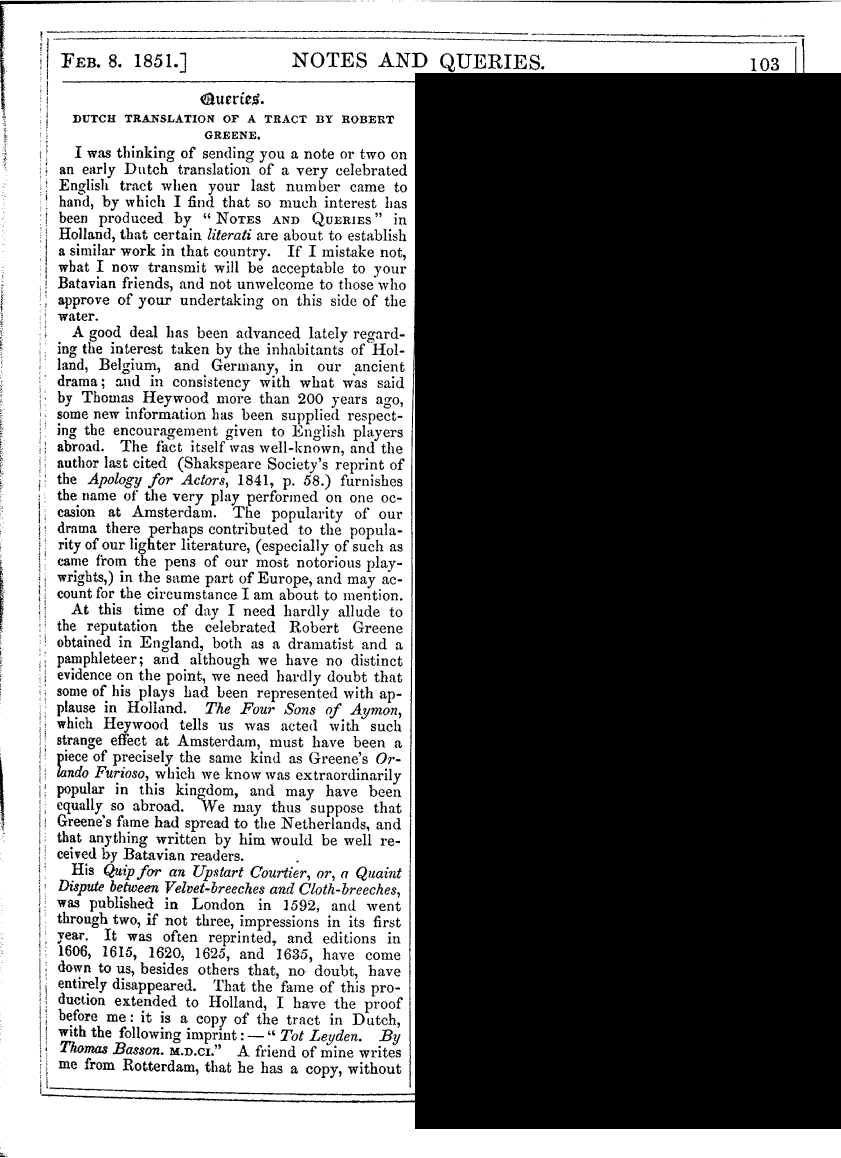 FEB. 8. 1851.] NOTES AND QUERIES. 103
Queries.
DUTCH TRANSLATION OF A TRACT BY ROBERT
GREENE.
I was thinking of sending you a note or two on
an early Dutch translation of a very celebrated
English tract when your last number came to
hand, by which I find that so much interest has
been produced by "NOTES AND QUERIES" in
Holland, that certain literati are about to establish
a similar work in that country. If I mistake not,
what I now transmit will be acceptable to your
Batavian friends, and not unwelcome to those who
approve of your undertaking on this side of the
water.
A good deal has been advanced lately regard-
ing the interest taken by the inhabitants of Hol-
land, Belgium, and Germany, in our ancient
drama; and in consistency with what was said
by Thomas Heywood more than 200 years ago,
some new information has been supplied respect-
ing the encouragement given to English players
abroad. The fact itself was well-known, and the
author last cited (Shakspeare Society's reprint of
the Apology for Actors, 1841, p. 58.) furnishes
the name of the very play performed on one oc-
casion at Amsterdam. The popularity of our
drama there perhaps contributed to the popula-
rity of our lighter literature, (especially of such as
came from the pens of our most notorious play-
wrights,) in the same part of Europe, and may ac-
count for the circumstance I am about to mention.
At this time of day I need hardly allude to
the reputation the celebrated Robert Greene
obtained in England, both as a dramatist and a
pamphleteer; and although we have no distinct
evidence on the point, we need hardly doubt that
some of his plays had been represented with ap-
plause in Holland. The Four Sons of Aymon,
which Heywood tells us was acted with such
strange effect at Amsterdam, must have been a
piece of precisely the same kind as Greene's Or-
lando Furioso, which we know was extraordinarily
popular in this kingdom, and may have been
equally so abroad. We may thus suppose that
Greene's fame had spread to the Netherlands, and
that anything written by him would be well re-
ceived by Batavian readers.
His Quip for an Upstart Courtier, or, a Quaint
Dispute between Velvet-breeches and Cloth-breeches,
was published in London in 1592, and went
through two, if not three, impressions in its first
year. It was often reprinted, and editions in
1606, 1615, 1620, 1625, and 1635, have come
down to us, besides others that, no doubt, have
entirely disappeared. That the fame of this pro-
duction extended to Holland, I have the proof
before me: it is a copy of the tract in Dutch,
with the following imprint:—"Tot Leyden. By
Thomas Basson. M.D.CI." A friend of mine writes
me from Rotterdam, that he has a copy, without